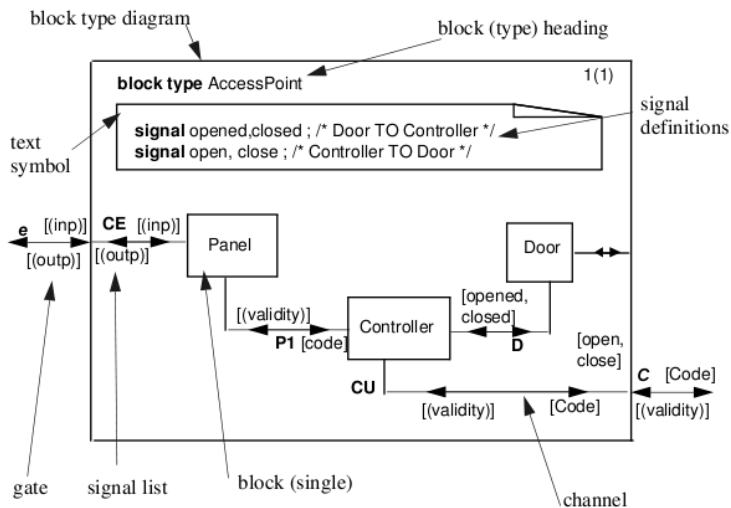 block type diagram
block (type) heading
block type AccessPoint
1(1)
signal
definitions
text
symbol
signal opened,closed ; /* Door TO Controller */
signal open, close ; /* Controller TO Door */
e
[(inp)
CE
[(inp)]
[(outp)]
[(outp)]
Panel
Door
[(validity)]
P1 [code]
Controller
[opened,
closed]
D
[open,
close]
CU
[(validity)]
[Code]
C [Code]
[(validity)]
gate
signal list
block (single)
channel